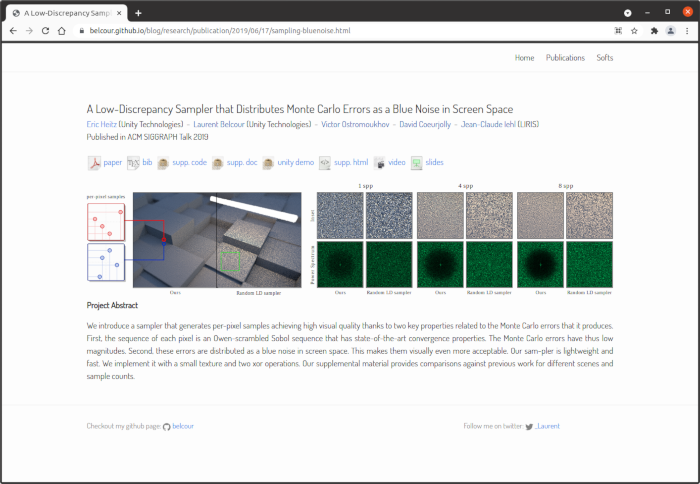 A Low-Discrepancy Sampl
belcour.github.io/blog/research/publication/2019/06/17/sampling-bluenoise.html
Home Publications Softs
A Low-Discrepancy Sampler that Distributes Monte Carlo Errors as a Blue Noise in Screen Space
Eric Heitz (Unity Technologies) - Laurent Belcour (Unity Technologies) - Victor Ostromoukhov - David Coeurjolly - Jean-Claude Iehl (LIRIS)
Published in ACM SIGGRAPH Talk 2019
paper bib supp. code supp. doc unity demo supp. html video slides
per-pixel samples
1 spp 4 spp 8 spp
Inset
Power Spectrum
Ours Random LD sampler Ours Random LD sampler Ours Random LD sampler Ours Random LD sampler
Project Abstract
We introduce a sampler that generates per-pixel samples achieving high visual quality thanks to two key properties related to the Monte Carlo errors that it produces.
First, the sequence of each pixel is an Owen-scrambled Sobol sequence that has state-of-the-art convergence properties. The Monte Carlo errors have thus low
magnitudes. Second, these errors are distributed as a blue noise in screen space. This makes them visually even more acceptable. Our sam-pler is lightweight and
fast. We implement it with a small texture and two xor operations. Our supplemental material provides comparisons against previous work for different scenes and
sample counts.
Checkout my github page: belcour
Follow me on twitter _Laurent